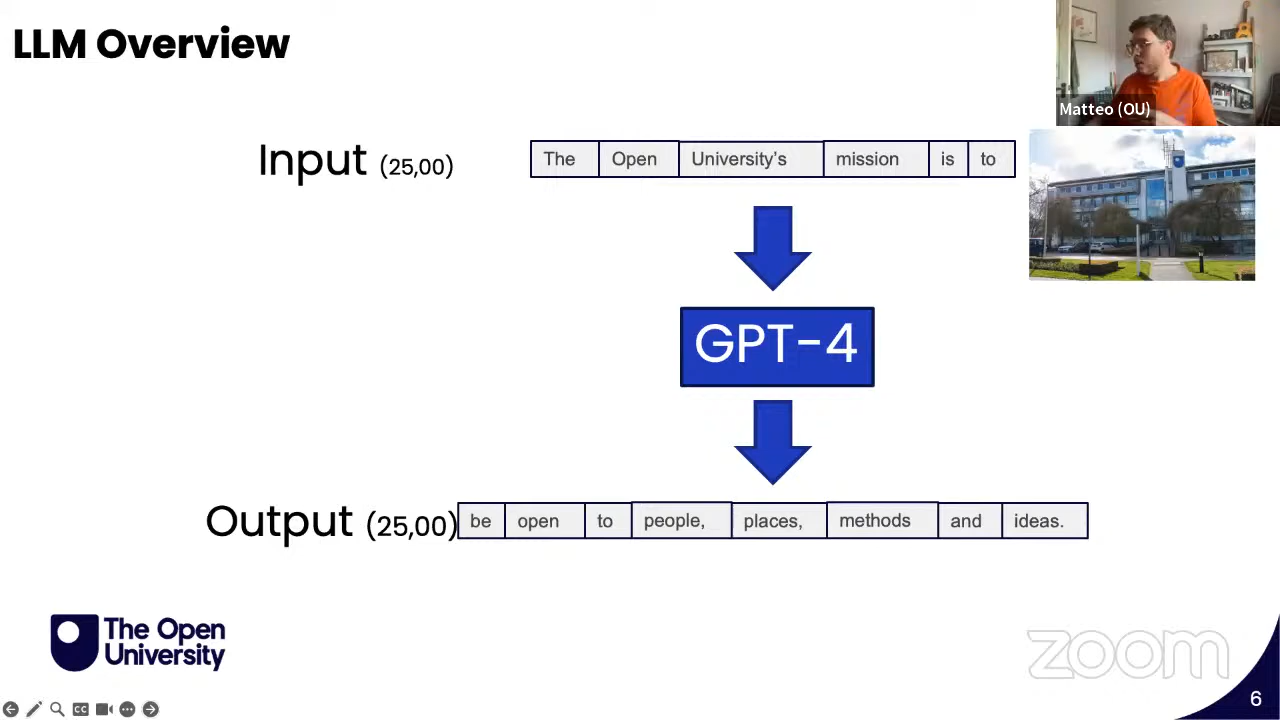 LLM Overview
Matteo (OU)
Input (25,00)
The Open University's mission is to
GPT-4
Output (25,00)
be open to people, places, methods and ideas.
The Open
University
zoom
CC
6